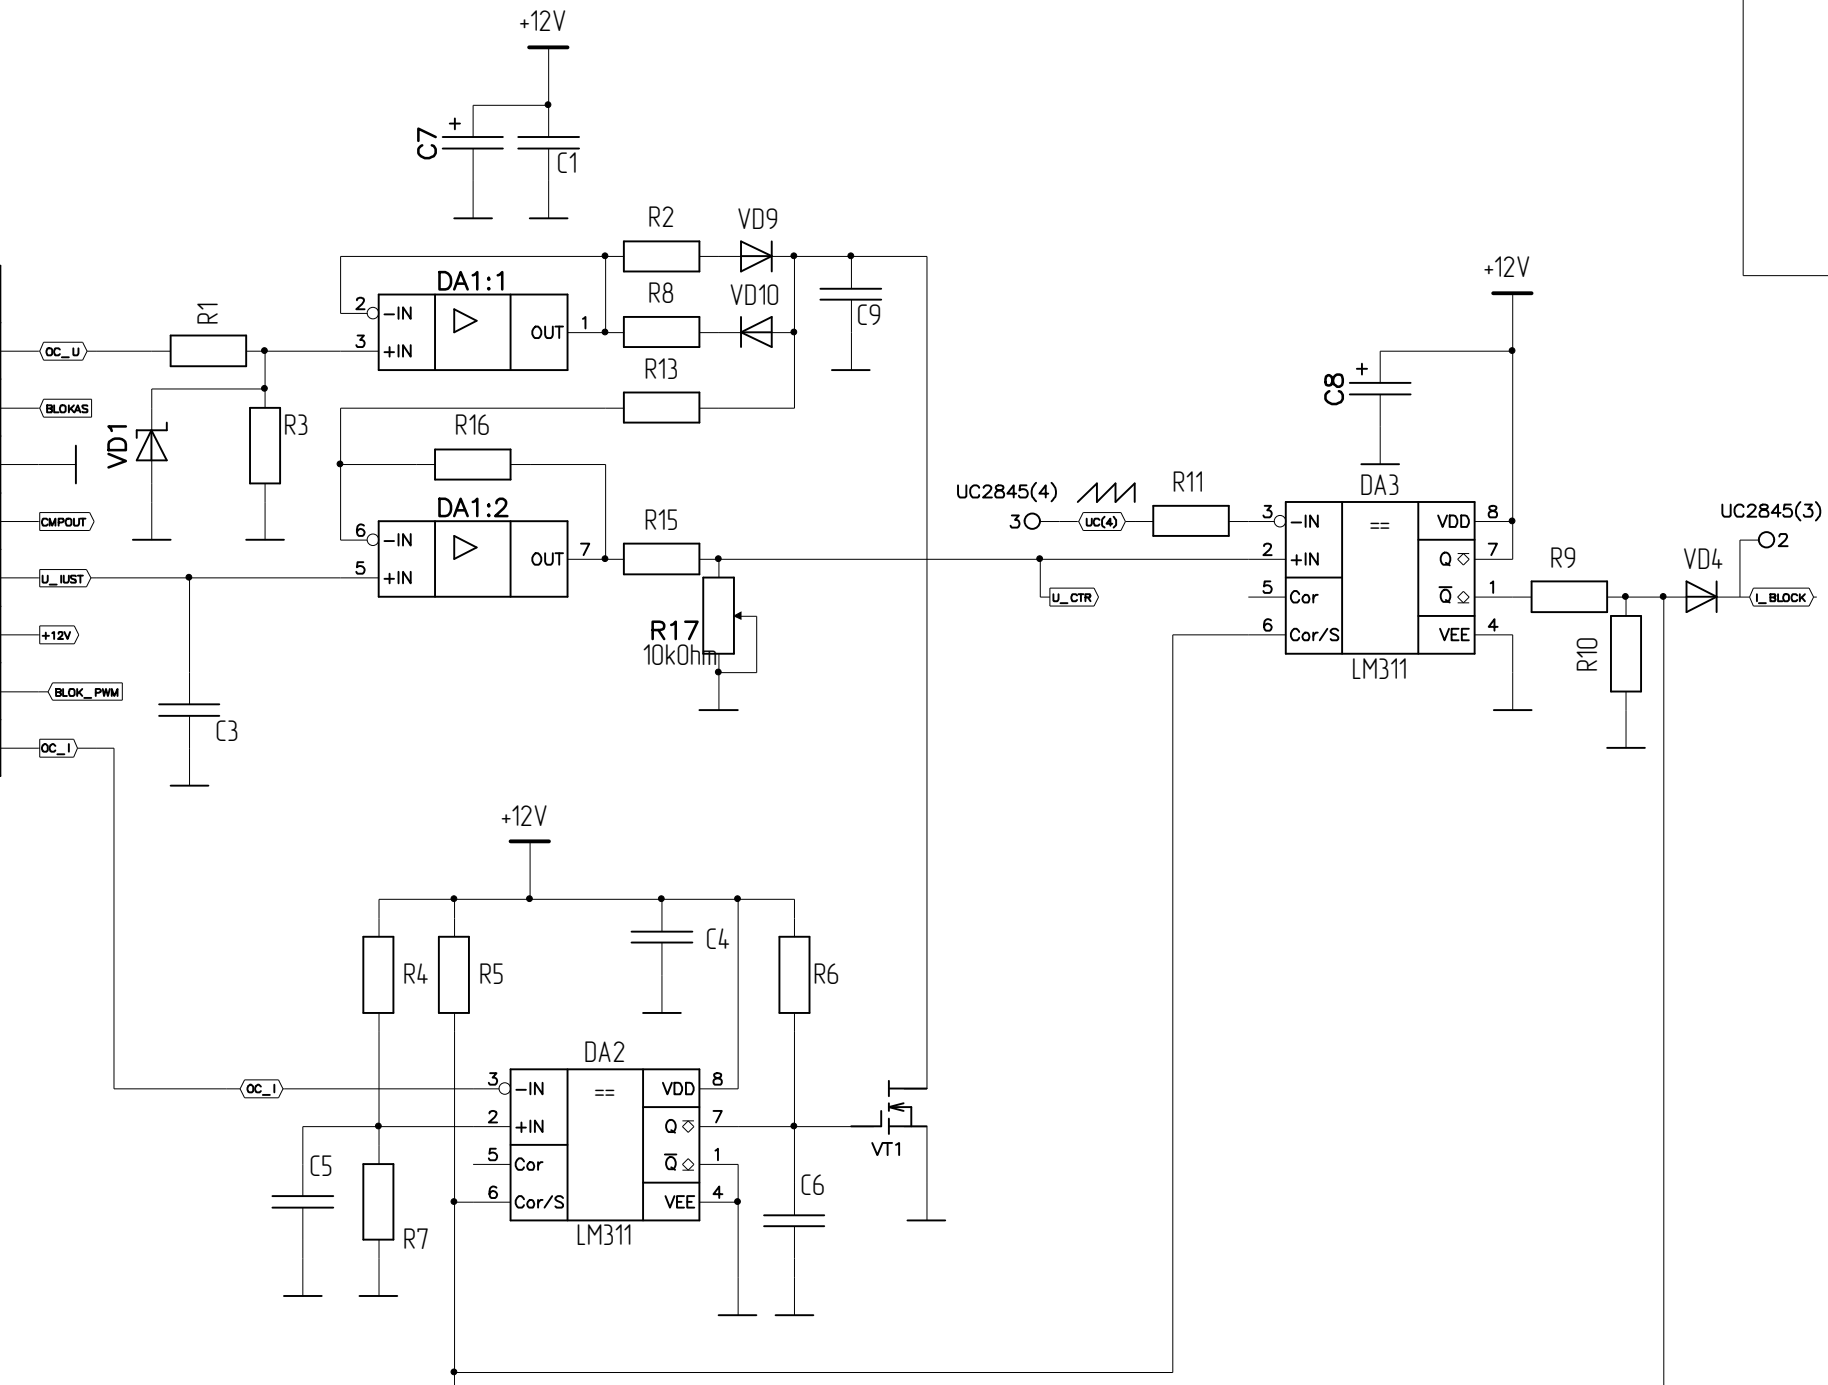 +12V
+
C7
C1
R2
VD9
DA1:1
R8
VD10
+12V
C9
R1
2
-IN
1
OUT
OC_U
3
+IN
R13
+
C8
BLOKAS
R3
VD1
R16
DA1:2
UC2845(4)
R11
DA3
UC2845(3)
R15
CMPOUT
6
-IN
3
UC(4)
3
-IN
==
VDD
8
2
7
OUT
2
+IN
Q
7
R9
VD4
U_IUST
5
+IN
U_CTR
5
Cor
Q
1
I_BLOCK
+12V
R17
10kOhm
6
Cor/S
VEE
4
R10
LM311
BLOK_PWM
C3
OC_I
+12V
C4
R4
R5
R6
DA2
OC_I
3
-IN
==
VDD
8
2
+IN
Q
7
VT1
C5
5
Cor
Q
1
C6
6
Cor/S
VEE
4
R7
LM311